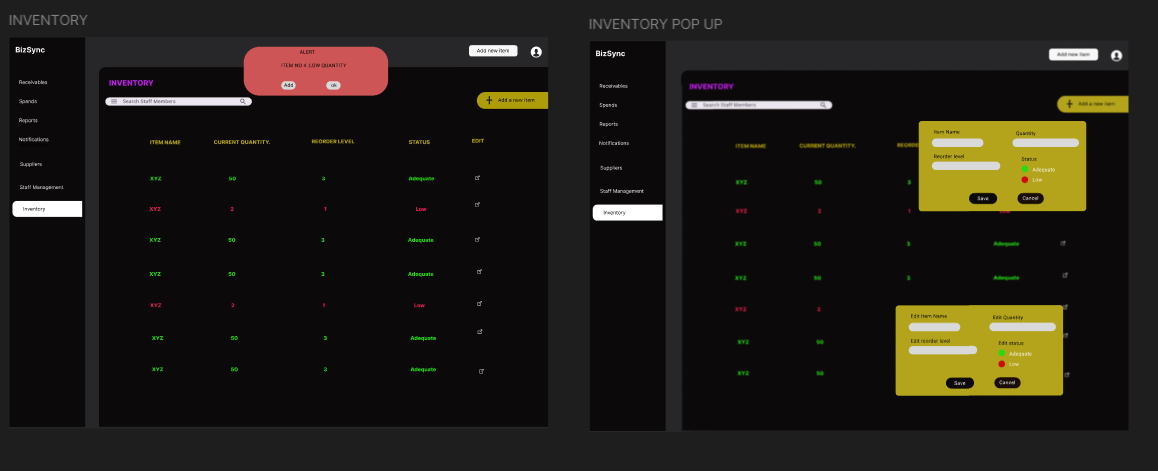 INVENTORY
BizSync
ALERT
ITEM NO 4 LOW QUANTITY
Add
ok
Add new item
Receivables
Spends
Reports
Notifications
Suppliers
Staff Management
Inventory
INVENTORY
Search Staff Members
Add a new item
ITEM NAME CURRENT QUANTITY. REORDER LEVEL STATUS EDIT
XYZ 50 3 Adequate
XYZ 2 1 Low
XYZ 50 3 Adequate
XYZ 50 3 Adequate
XYZ 2 1 Low
XYZ 50 3 Adequate
XYZ 50 3 Adequate
INVENTORY POP UP
BizSync
Add new item
Receivables
Spends
Reports
Notifications
Suppliers
Staff Management
Inventory
INVENTORY
Search Staff Members
Add a new item
ITEM NAME CURRENT QUANTITY. REORDE
Item Name Quantity
Reorder level Status
Adequate
Low
Save Cancel
XYZ 50 3
XYZ 2 1 Low
XYZ 50 3 Adequate
XYZ 50 3 Adequate
XYZ 2
XYZ 50
XYZ 50
Edit Item Name Edit Quantity
Edit reorder level Edit status
Adequate
Low
Save Cancel